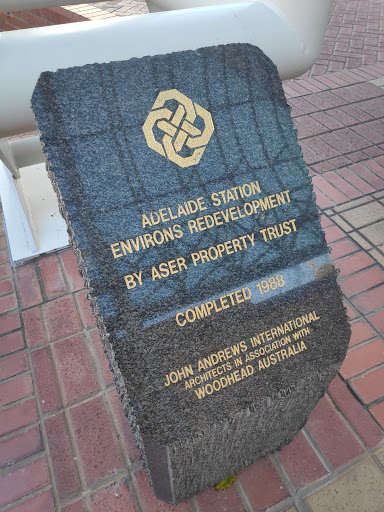 ADELAIDE STATION
ENVIRONS REDEVELOPMENT
BY ASER PROPERTY TRUST
COMPLETED 1988
JOHN ANDREWS INTERNATIONAL
ARCHITECTS IN ASSOCIATION WITH
WOODHEAD AUSTRALIA